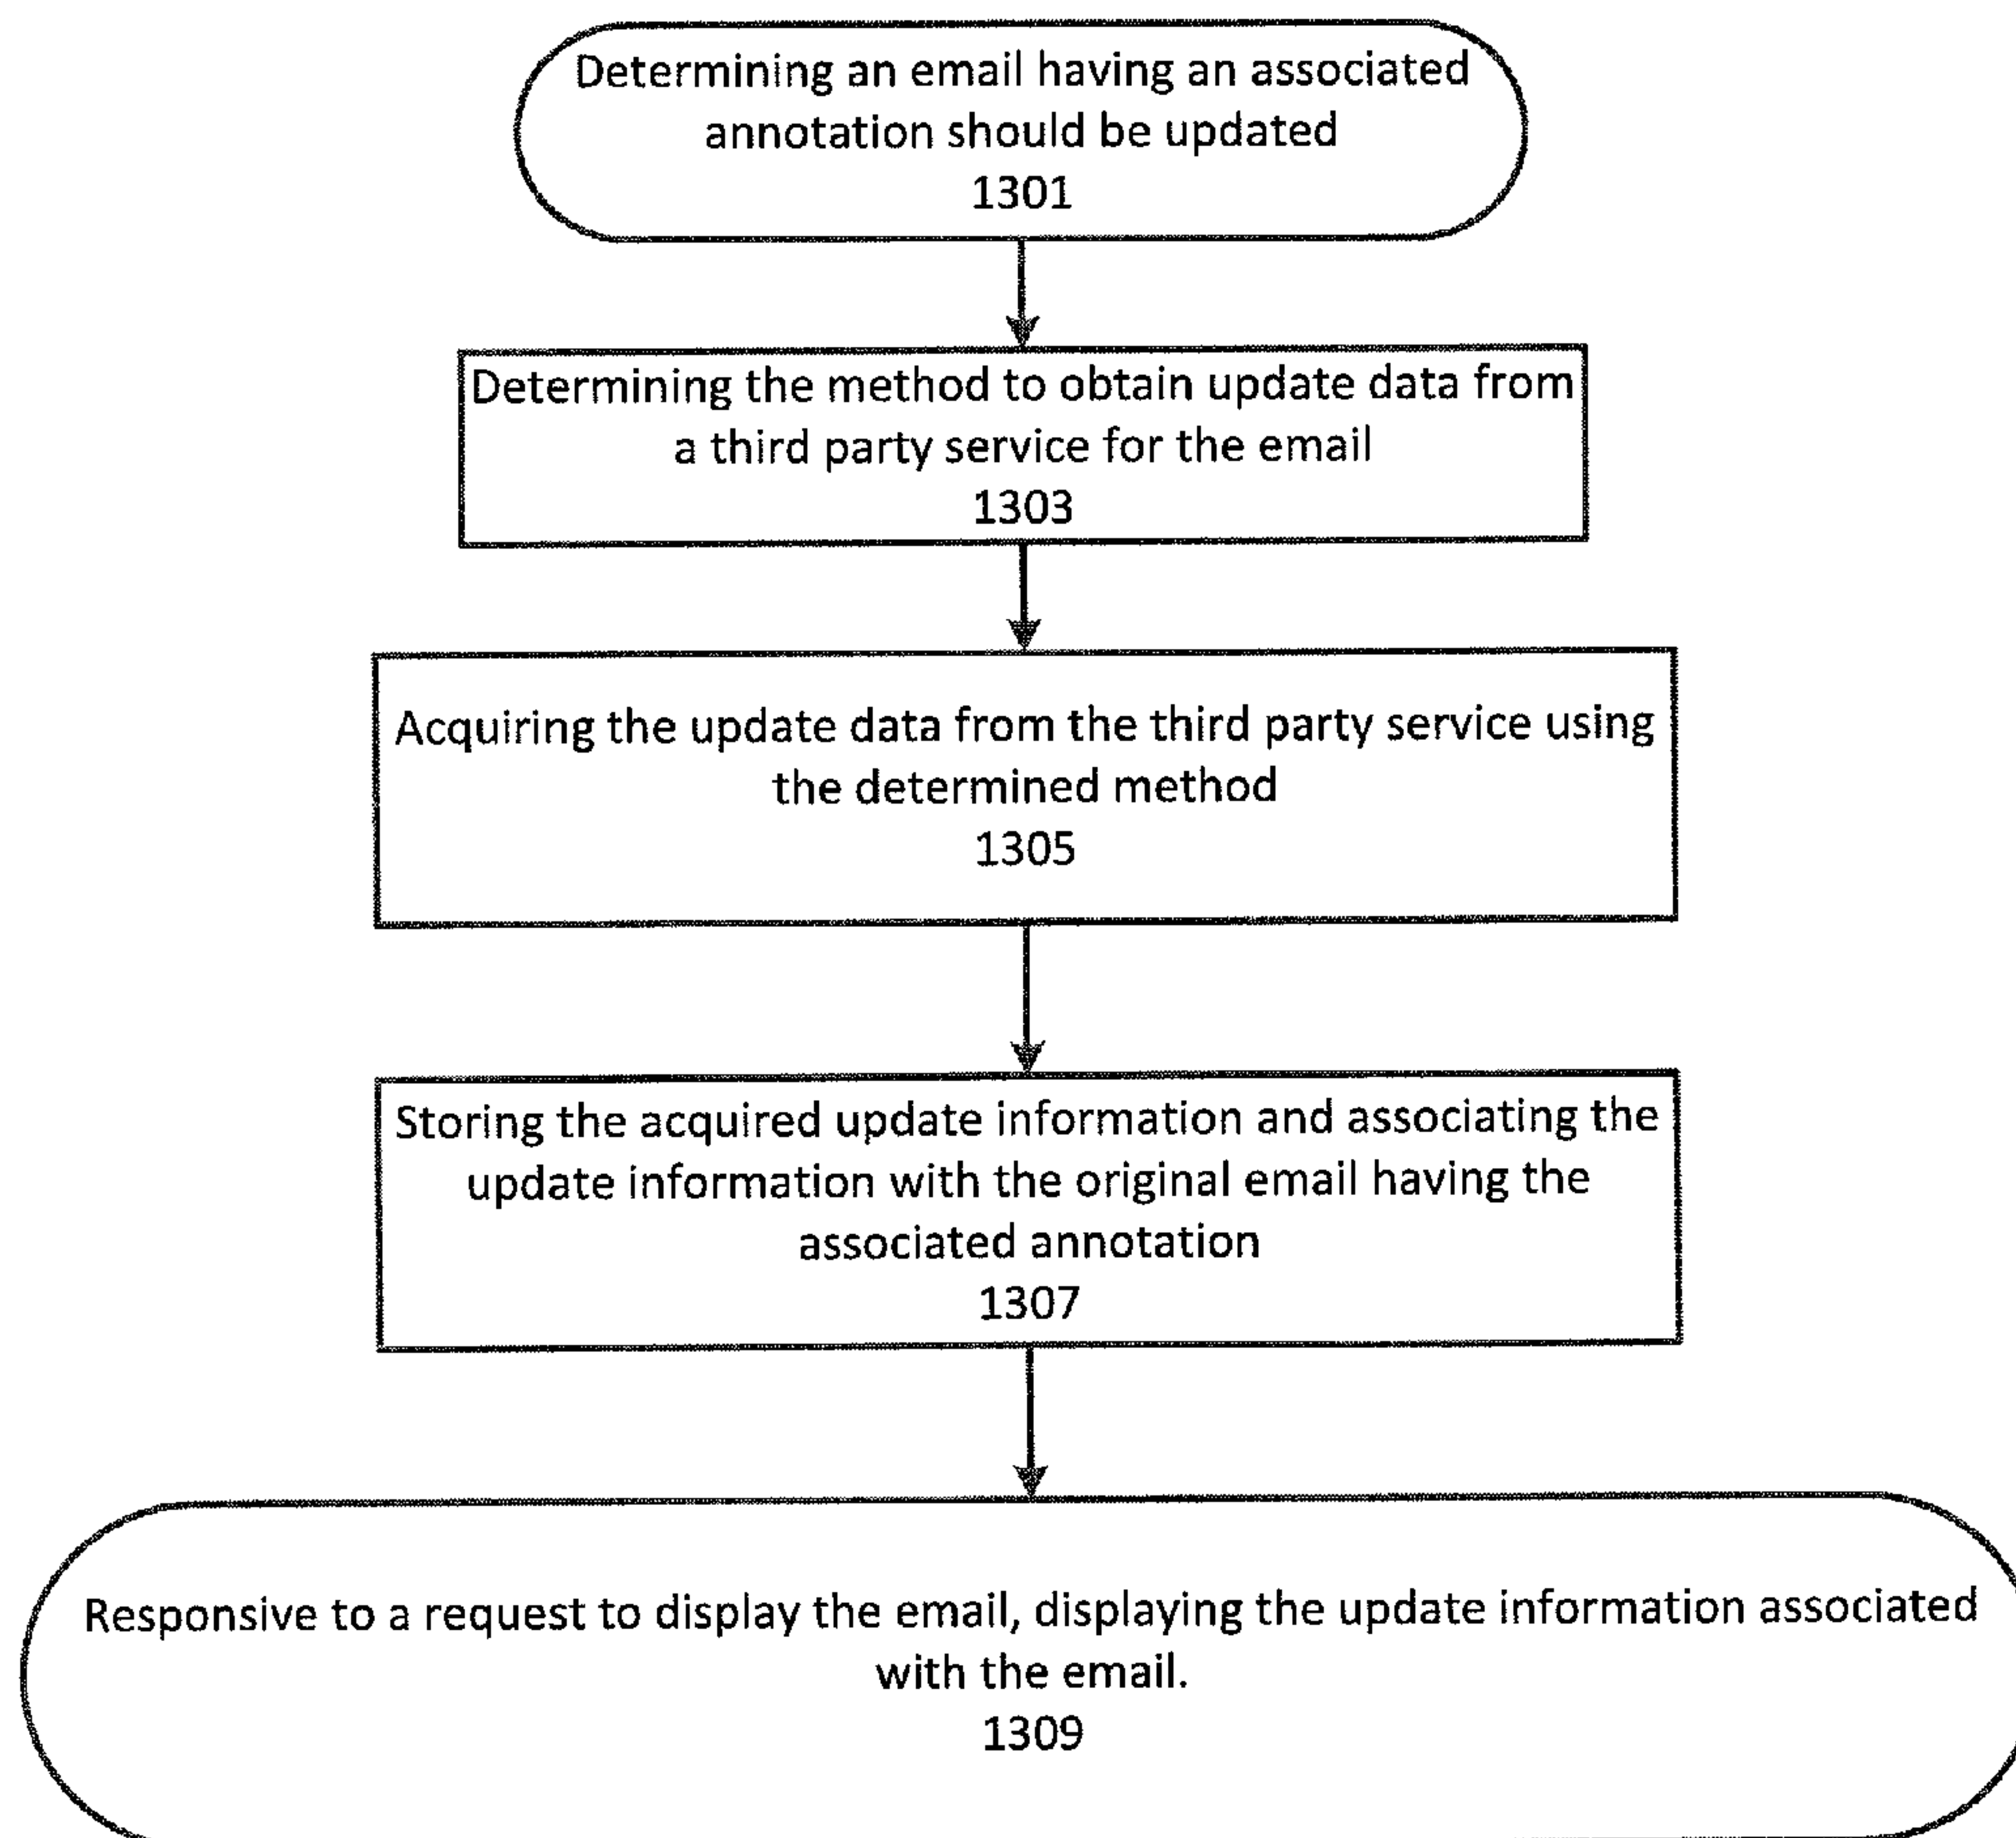 Determining an email having an associated
annotation should be updated
1301
Determining the method to obtain update data from
a third party service for the email
1303
Acquiring the update data from the third party service using
the determined method
1305
Storing the acquired update information and associating the
update information with the original email having the
associated annotation
1307
Responsive to a request to display the email, displaying the update information associated
with the email.
1309